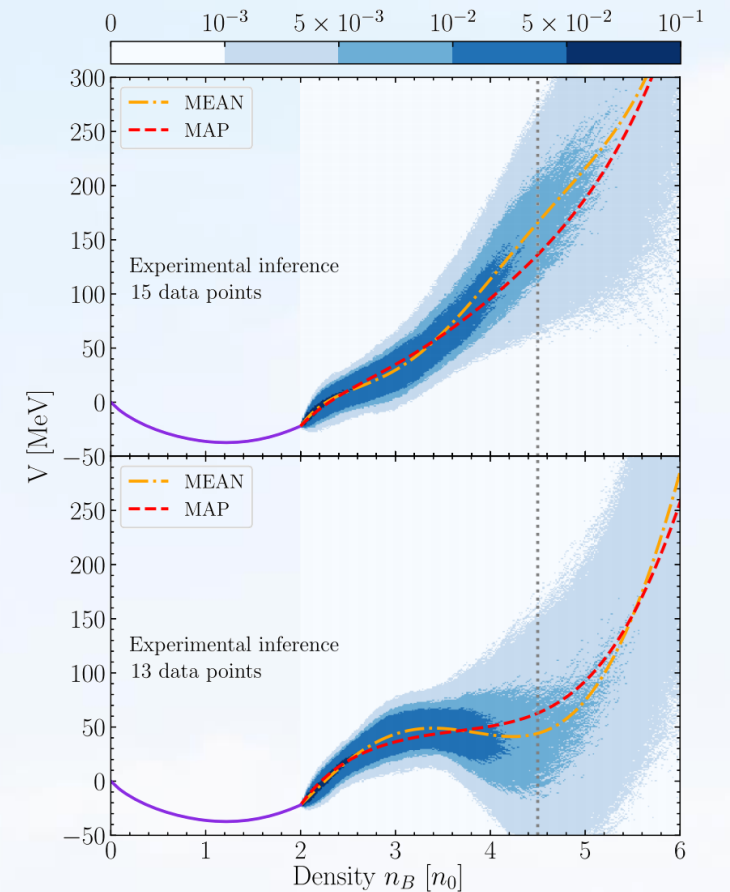 0 10⁻³ 5 × 10⁻³ 10⁻² 5 × 10⁻² 10⁻¹
300
MEAN
MAP
250
200
150
Experimental inference
15 data points
100
50
0
V [MeV]
−50
MEAN
MAP
250
200
150
Experimental inference
13 data points
100
50
0
−50
0 1 2 3 4 5 6
Density n_B [n₀]